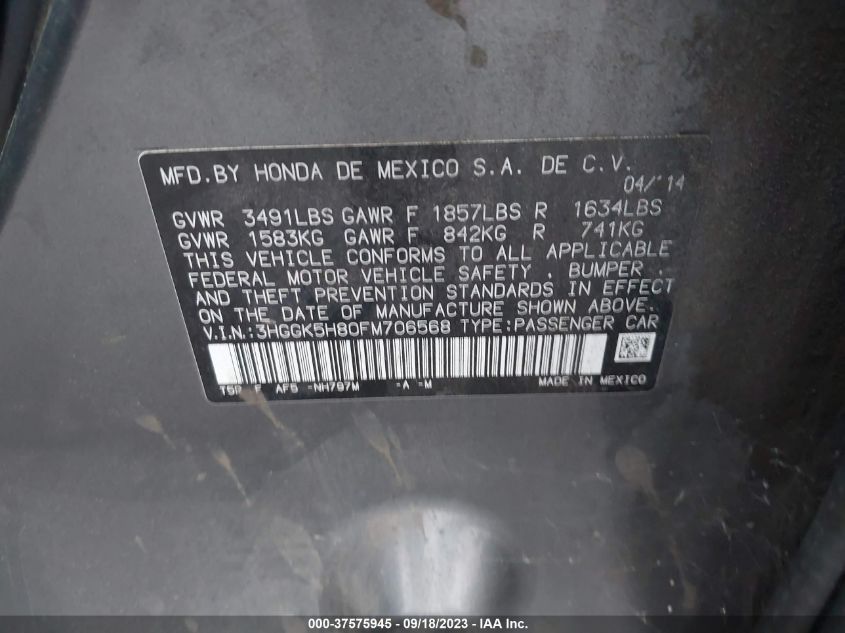 MFD.BY HONDA DE MEXICO S.A. DE C.V.
04/'14
GVWR 3491LBS GAWR F 1857LBS R 1634LBS
GVWR 1583KG GAWR F 842KG R 741KG
THIS VEHICLE CONFORMS TO ALL APPLICABLE
FEDERAL MOTOR VEHICLE SAFETY , BUMPER ,
AND THEFT PREVENTION STANDARDS IN EFFECT
ON THE DATE OF MANUFACTURE SHOWN ABOVE.
V.I.N.:3HGGK5H80FM706568 TYPE:PASSENGER CAR
F AF5 -NH797M -A -M MADE IN MEXICO
000-37575945 - 09/18/2023 - IAA Inc.